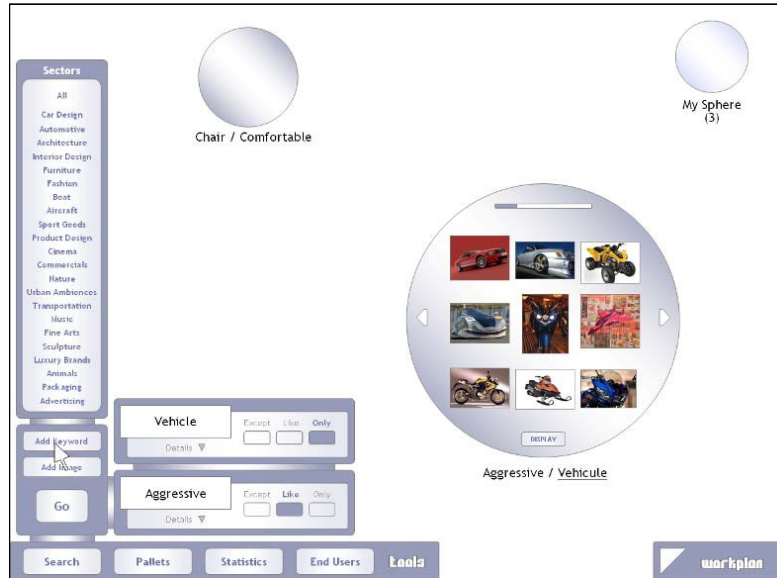 Sectors
All
Car Design
Automotive
Architecture
Interior Design
Furniture
Fashion
Boat
Aircraft
Sport Goods
Product Design
Cinema
Commercials
Nature
Urban Ambiences
Transportation
Music
Fine Arts
Sculpture
Luxury Brands
Animals
Packaging
Advertising
Add Keyword
Add Image
Go
Vehicle
Except Like Only
Details
Aggressive
Except Like Only
Details
Search
Pallets
Statistics
End Users
tools
Chair / Comfortable
My Sphere
(3)
DISPLAY
Aggressive / Vehicule
workplan